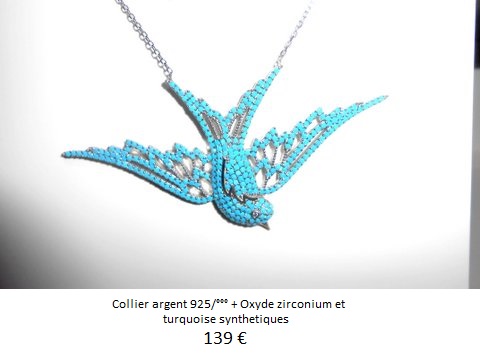 Collier argent 925/°°° + Oxyde zirconium et
turquoise synthetiques
139 €